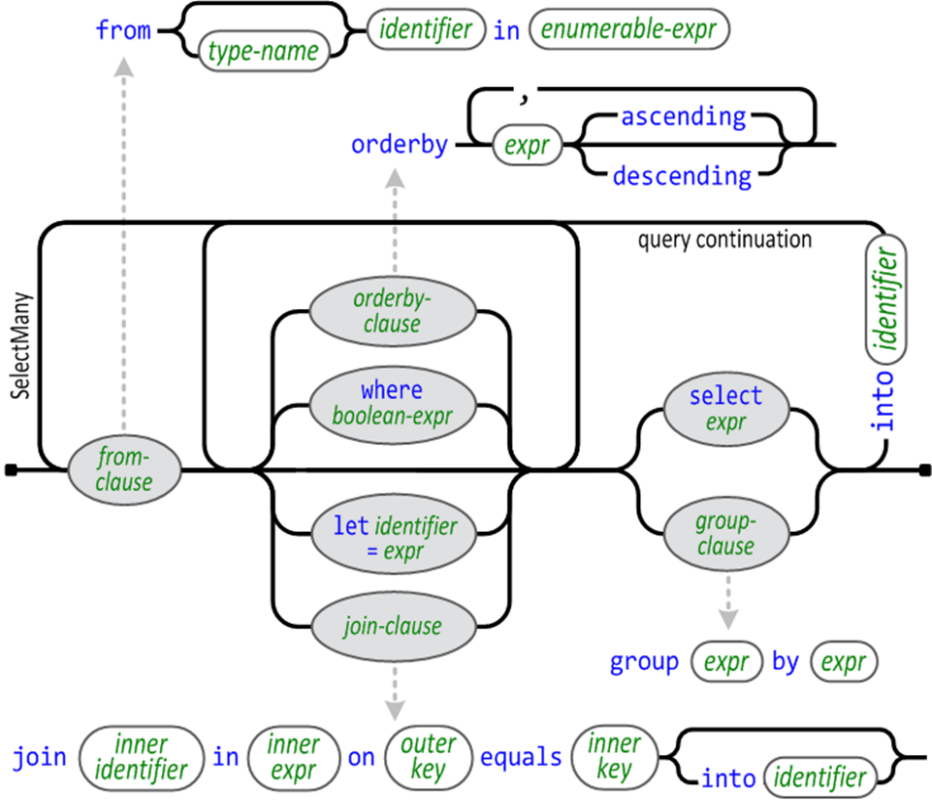 from type-name identifier in enumerable-expr
,
orderby expr ascending
descending
SelectMany
query continuation
identifier
into
orderby-
clause
where
boolean-expr
select
expr
from-
clause
let identifier
= expr
group-
clause
join-clause
group expr by expr
join inner
identifier in inner
expr on outer
key equals inner
key into identifier